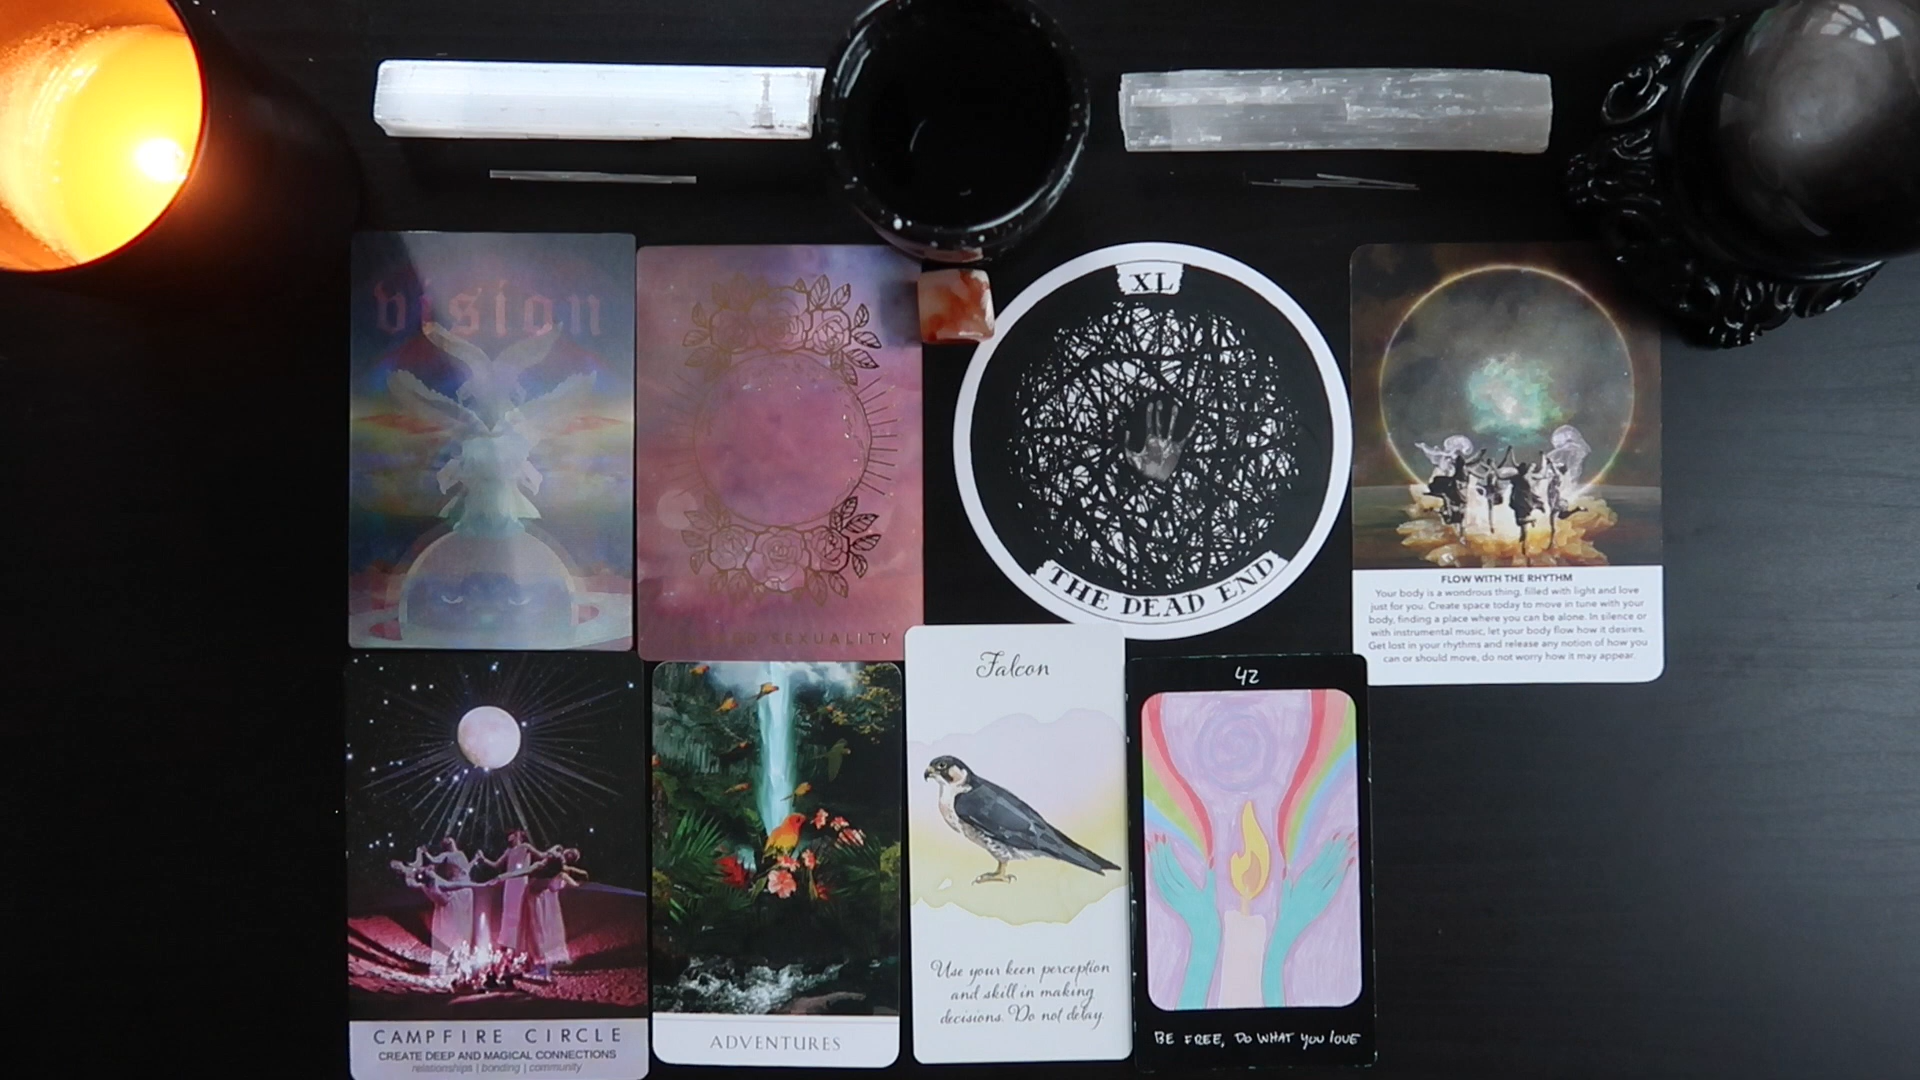 vision
SEXUALITY
XL
THE DEAD END
FLOW WITH THE RHYTHM
Your body is a wondrous thing, filled with light and love
just for you. Create space today to move in tune with your
body, finding a place where you can be alone. In silence or
with instrumental music, let your body flow how it desires.
Get lost in your rhythms and release any notion of how you
can or should move, do not worry how it may appear.
CAMPFIRE CIRCLE
CREATE DEEP AND MAGICAL CONNECTIONS
relationships | bonding | community
ADVENTURES
Falcon
Use your keen perception
and skill in making
decisions. Do not delay.
42
BE FREE, DO WHAT YOU LOVE